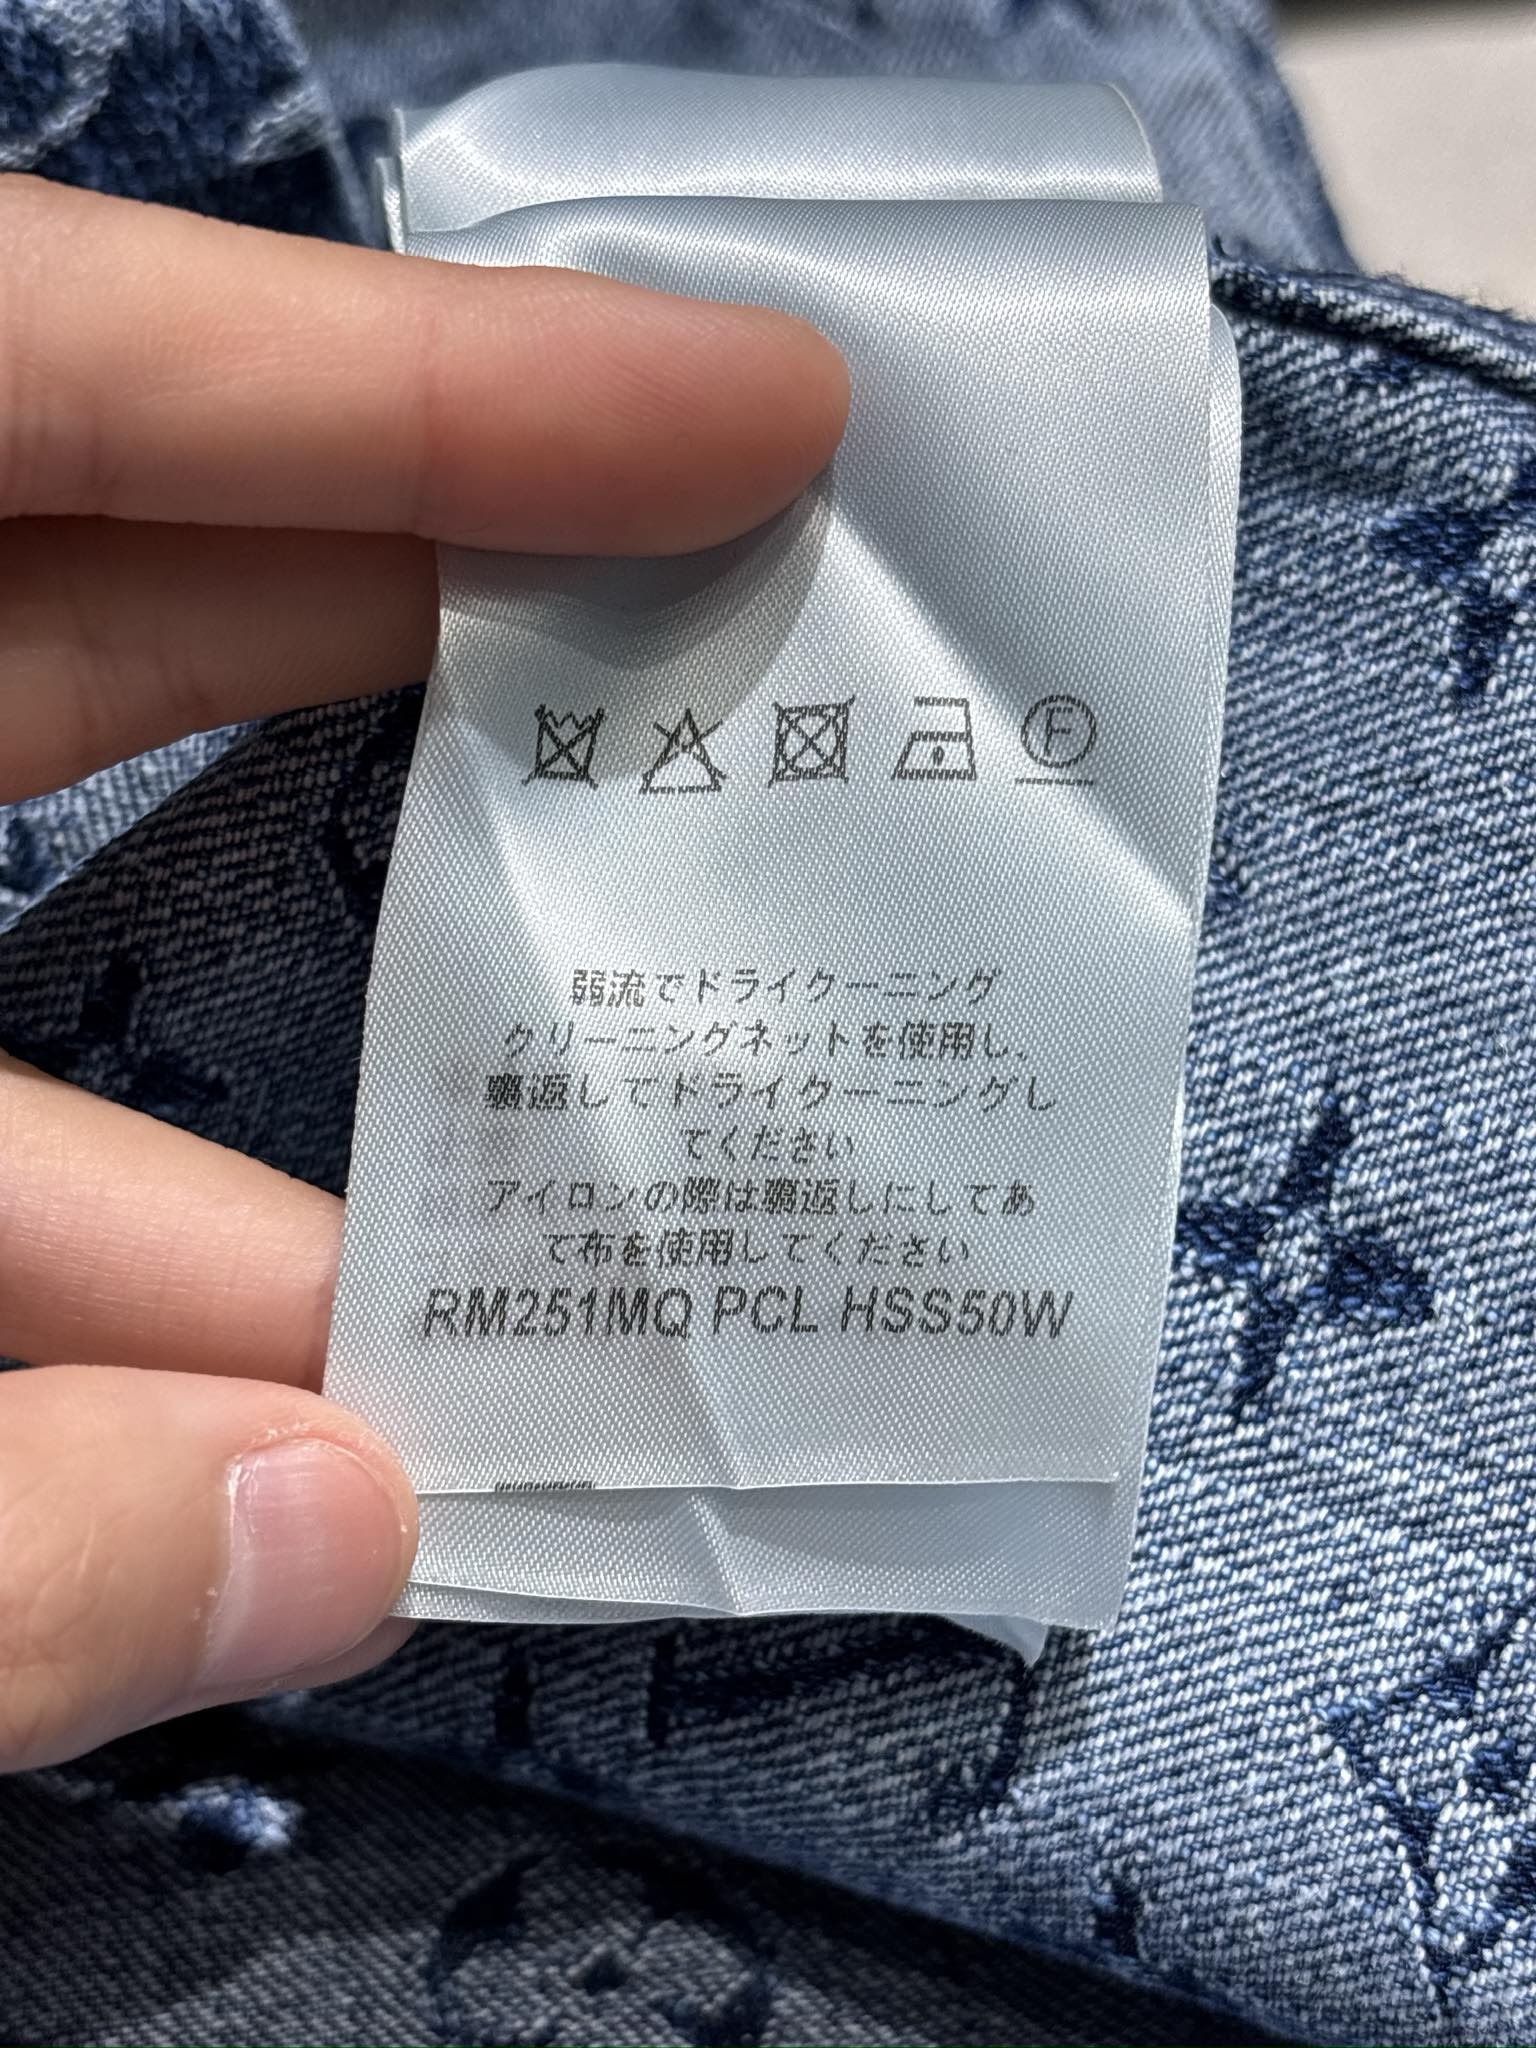 F
弱流でドライクーニング
クリーニングネットを使用し、
裏返してドライクーニングし
てください
アイロンの際は裏返しにしてあ
て布を使用してください
RM251MQ PCL HSS50W